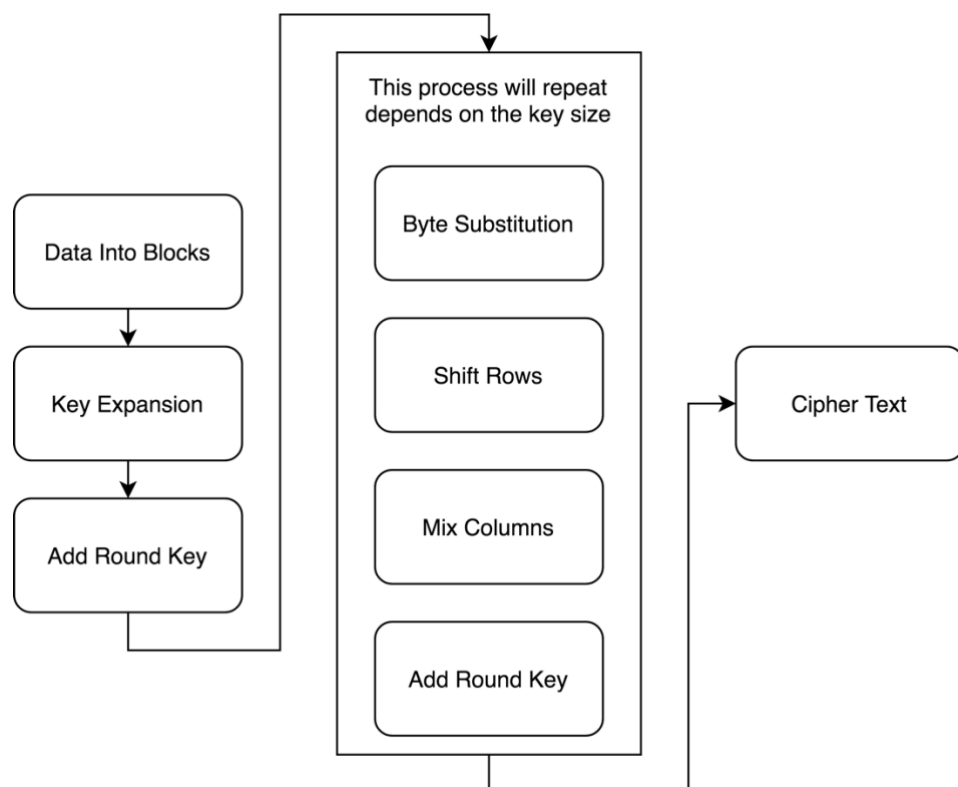 Data Into Blocks
Key Expansion
Add Round Key
This process will repeat
depends on the key size
Byte Substitution
Shift Rows
Mix Columns
Add Round Key
Cipher Text